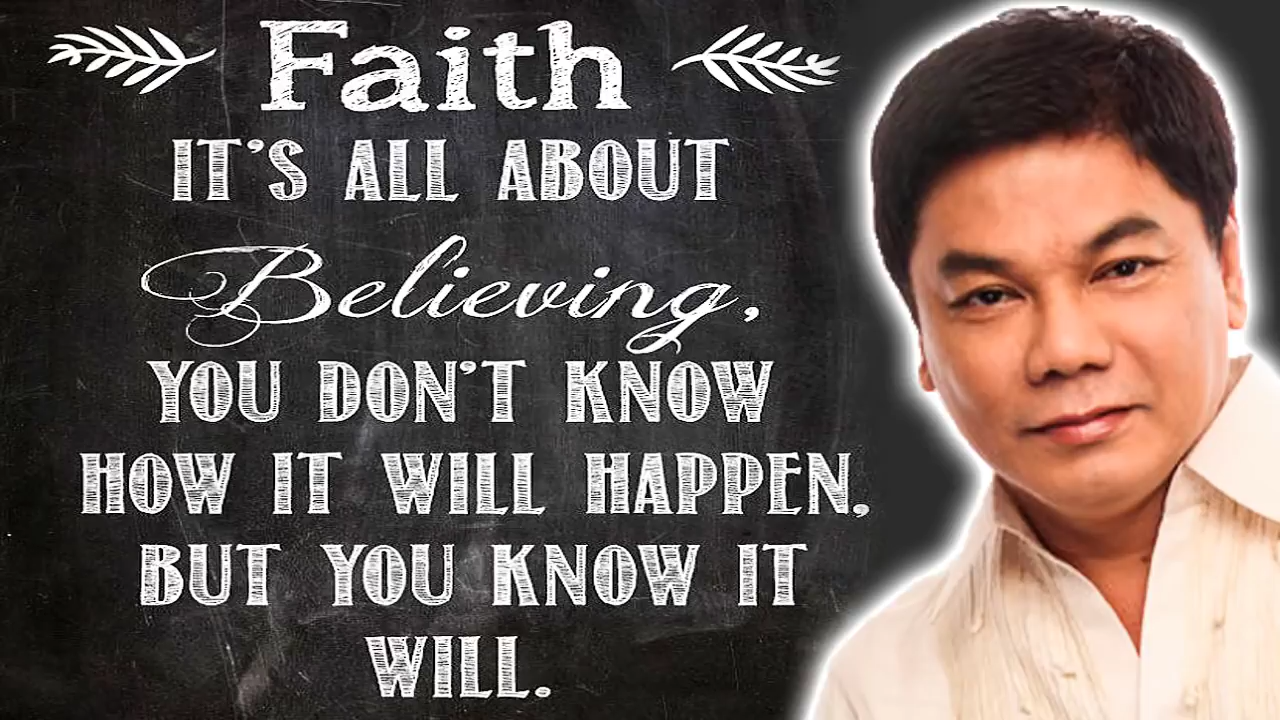 Faith
IT'S ALL ABOUT
Believing,
YOU DON'T KNOW
HOW IT WILL HAPPEN,
BUT YOU KNOW IT
WILL.